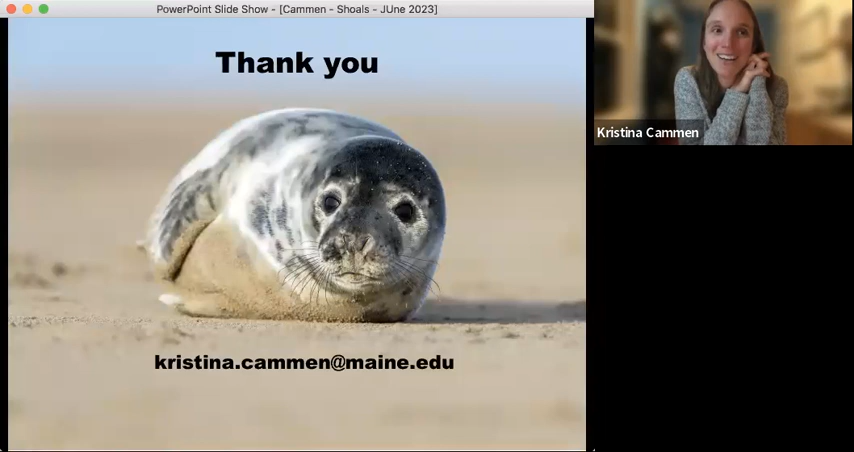 PowerPoint Slide Show - [Cammen - Shoals - JUne 2023]
Thank you
kristina.cammen@maine.edu
Kristina Cammen